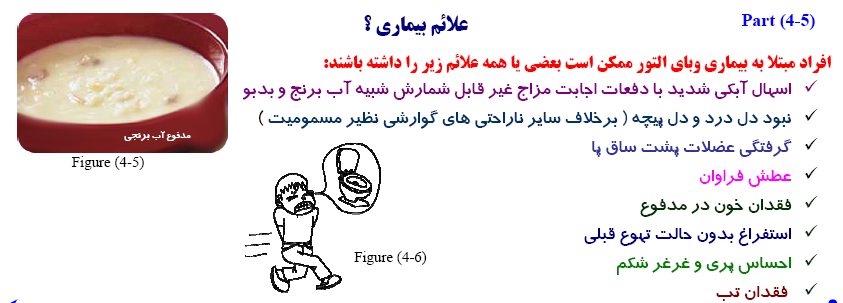 Part (4-5)
علائم بیماری ؟
افراد مبتلا به بیماری وبای التور ممکن است بعضی یا همه علائم زیر را داشته باشند:
✓ اسهال آبکی شدید با دفعات اجابت مزاج غیر قابل شمارش شبیه آب برنج و بدبو
✓ نبود دل درد و دل پیچه ( برخلاف سایر ناراحتی های گوارشی نظیر مسمومیت )
✓ گرفتگی عضلات پشت ساق پا
✓ عطش فراوان
✓ فقدان خون در مدفوع
✓ استفراغ بدون حالت تهوع قبلی
✓ احساس پری و غرغر شکم
✓ فقدان تب
مدفوع آب برنجی
Figure (4-5)
Figure (4-6)